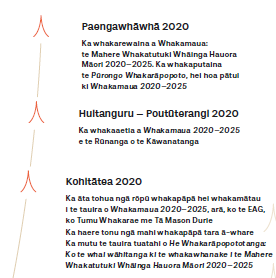 Paengawhāwhā 2020
Ka whakarewaina a Whakamaua:
te Mahere Whakatutuki Whāinga Hauora
Māori 2020–2025. Ka whakaputaina
te Pūrongo Whakarāpopoto, hei hoa pātui
ki Whakamaua 2020–2025
Huitanguru – Poutūterangi 2020
Ka whakaaetia a Whakamaua 2020–2025
e te Rūnanga o te Kāwanatanga
Kohitātea 2020
Ka āta tohua ngā rōpū whakapāpā hei whakamātau
i te tauira o Whakamaua 2020–2025, arā, ko te EAG,
ko Tumu Whakarae me Tā Mason Durie
Ka haere tonu ngā mahi whakapāpā tara ā-whare
Ka mutu te tauira tuatahi o He Whakarāpopototanga:
Ko te whai wāhitanga ki te whakawhanake i te Mahere
Whakatutuki Whāinga Hauora Māori 2020–2025